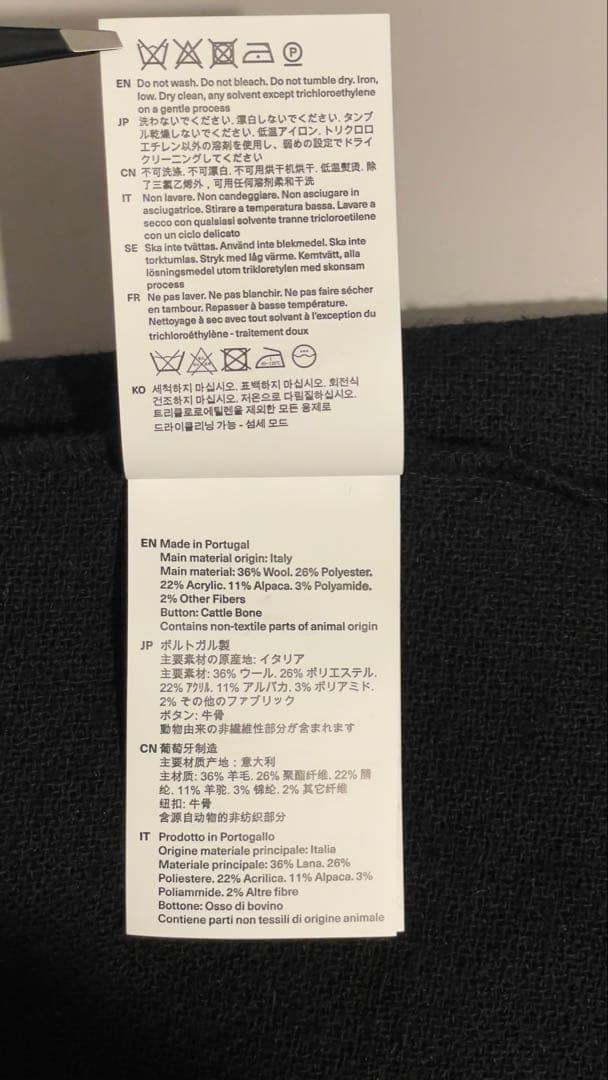 P
EN Do not wash. Do not bleach. Do not tumble dry. Iron,
low. Dry clean, any solvent except trichloroethylene
on a gentle process
JP 洗わないでください. 漂白しないでください. タンブ
ル乾燥しないでください. 低温アイロン. トリクロロ
エチレン以外の溶剤を使用し、弱めの設定でドライ
クリーニングしてください
CN 不可洗涤. 不可漂白. 不可用烘干机烘干. 低温熨烫. 除
了三氯乙烯外，可用任何溶剂柔和干洗
IT Non lavare. Non candeggiare. Non asciugare in
asciugatrice. Stirare a temperatura bassa. Lavare a
secco con qualsiasi solvente tranne tricloroetilene
con un ciclo delicato
SE Ska inte tvättas. Använd inte blekmedel. Ska inte
torktumlas. Stryk med låg värme. Kemtvätt, alla
lösningsmedel utom trikloretylen med skonsam
process
FR Ne pas laver. Ne pas blanchir. Ne pas faire sécher
en tambour. Repasser à basse température.
Nettoyage à sec avec tout solvant à l'exception du
trichloroéthylène - traitement doux
KO 세척하지 마십시오. 표백하지 마십시오. 회전식
건조하지 마십시오. 저온으로 다림질하십시오.
트리클로로에틸렌을 제외한 모든 용제로
드라이클리닝 가능 - 섬세 모드
EN Made in Portugal
Main material origin: Italy
Main material: 36% Wool. 26% Polyester.
22% Acrylic. 11% Alpaca. 3% Polyamide.
2% Other Fibers
Button: Cattle Bone
Contains non-textile parts of animal origin
JP ポルトガル製
主要素材の原産地: イタリア
主要素材: 36% ウール. 26% ポリエステル.
22% アクリル. 11% アルパカ. 3% ポリアミド.
2% その他のファブリック
ボタン: 牛骨
動物由来の非繊維性部分が含まれます
CN 葡萄牙制造
主要材质产地：意大利
主材质: 36% 羊毛. 26% 聚酯纤维. 22% 腈
纶. 11% 羊驼. 3% 锦纶. 2% 其它纤维
纽扣: 牛骨
含源自动物的非纺织部分
IT Prodotto in Portogallo
Origine materiale principale: Italia
Materiale principale: 36% Lana. 26%
Poliestere. 22% Acrilica. 11% Alpaca. 3%
Poliammide. 2% Altre fibre
Bottone: Osso di bovino
Contiene parti non tessili di origine animale